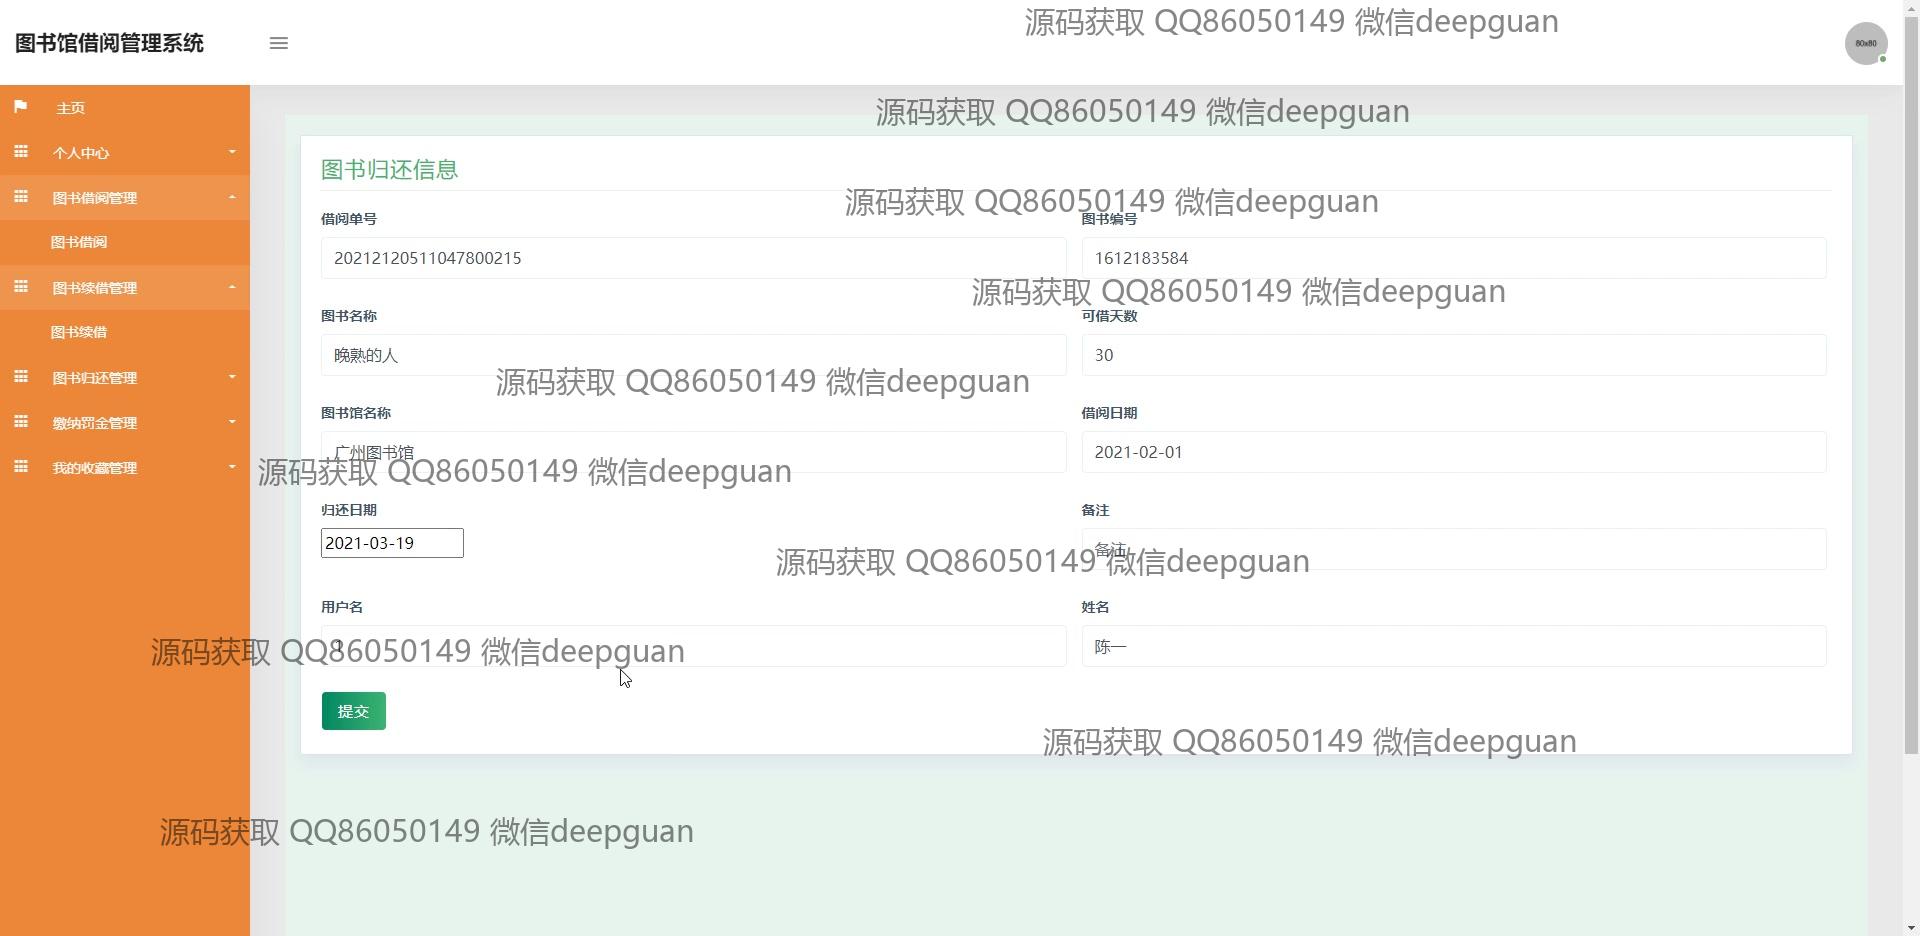 图书馆借阅管理系统
源码获取 QQ86050149 微信deepguan
80x80
主页
源码获取 QQ86050149 微信deepguan
个人中心
图书归还信息
图书借阅管理
源码获取 QQ86050149 微信deepguan
借阅单号
图书编号
图书借阅
20212120511047800215
1612183584
图书续借管理
源码获取 QQ86050149 微信deepguan
图书名称
可借天数
图书续借
晚熟的人
30
图书归还管理
源码获取 QQ86050149 微信deepguan
图书馆名称
借阅日期
缴纳罚金管理
广州图书馆
2021-02-01
我的收藏管理
源码获取 QQ86050149 微信deepguan
归还日期
备注
2021-03-19
备注
源码获取 QQ86050149 微信deepguan
用户名
姓名
1
陈一
源码获取 QQ86050149 微信deepguan
提交
源码获取 QQ86050149 微信deepguan
源码获取 QQ86050149 微信deepguan